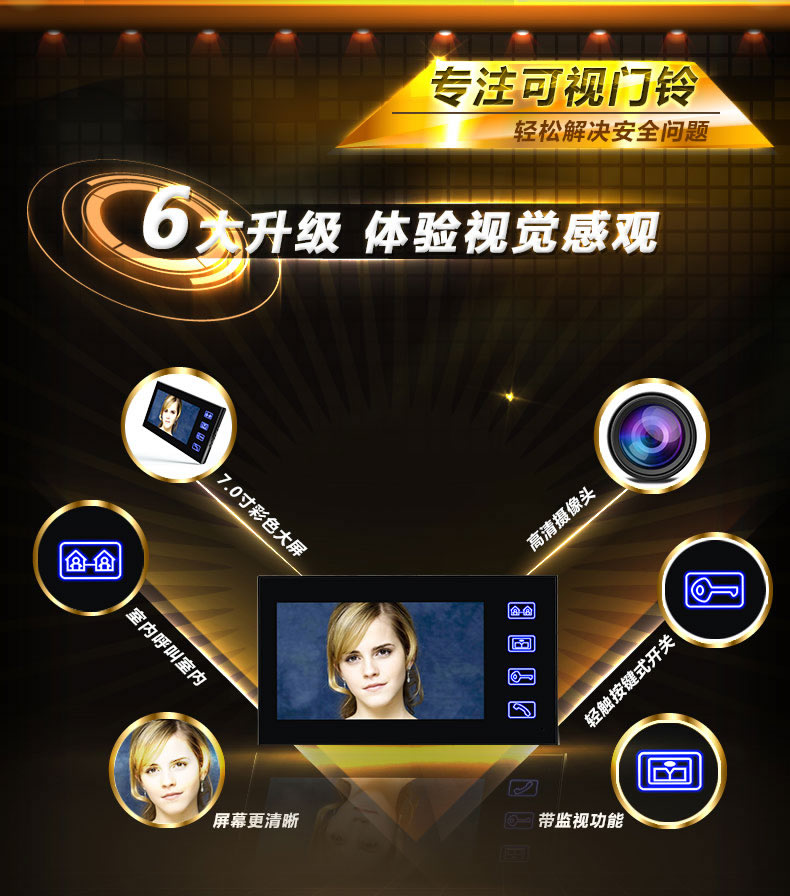 专注可视门铃
轻松解决安全问题
6大升级 体验视觉感观
7.0寸彩色大屏
高清摄像头
室内呼叫室内
轻触按键式开关
屏幕更清晰
带监视功能